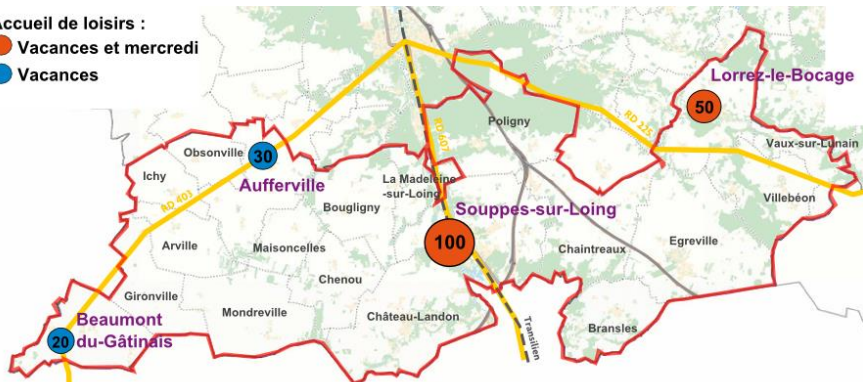 Accueil de loisirs :
Vacances et mercredi
Vacances
Lorrez-le-Bocage
50
RD 225
Poligny
Vaux-sur-Lunain
Obsonville
30
RD 607
Ichy
Aufferville
La Madeleine
-sur-Loing
Villebéon
RD 403
Bougligny
Souppes-sur-Loing
Arville
Maisoncelles
100
Chaintreaux
Egreville
Chenou
Gironville
Mondreville
Château-Landon
Beaumont
du-Gâtinais
20
Transilien
Bransles